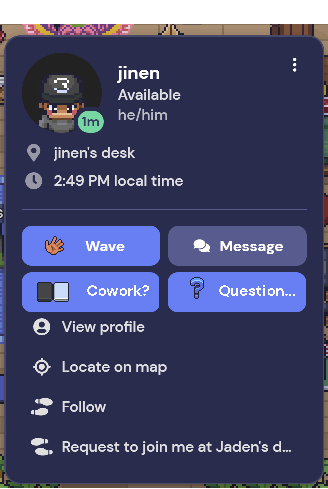 jinen
Available
1m
he/him
jinen's desk
2:49 PM local time
Wave
Message
Cowork?
Question...
View profile
Locate on map
Follow
Request to join me at Jaden's d...